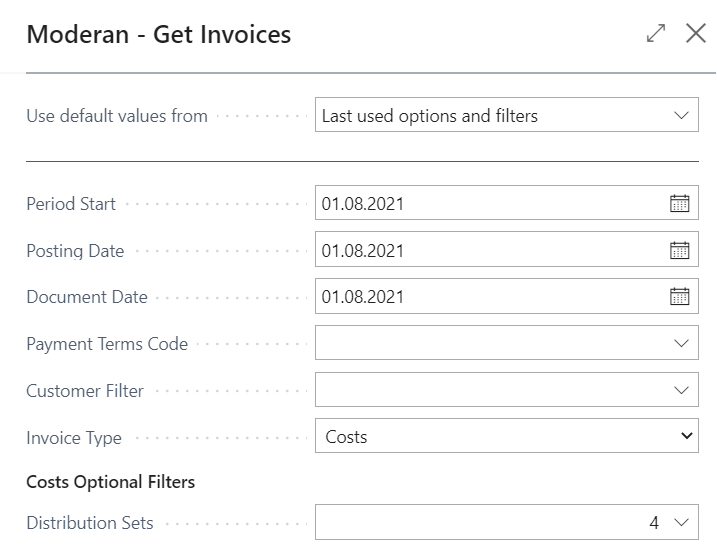 Moderan - Get Invoices
Use default values from Last used options and filters
Period Start 01.08.2021
Posting Date 01.08.2021
Document Date 01.08.2021
Payment Terms Code
Customer Filter
Invoice Type Costs
Costs Optional Filters
Distribution Sets 4